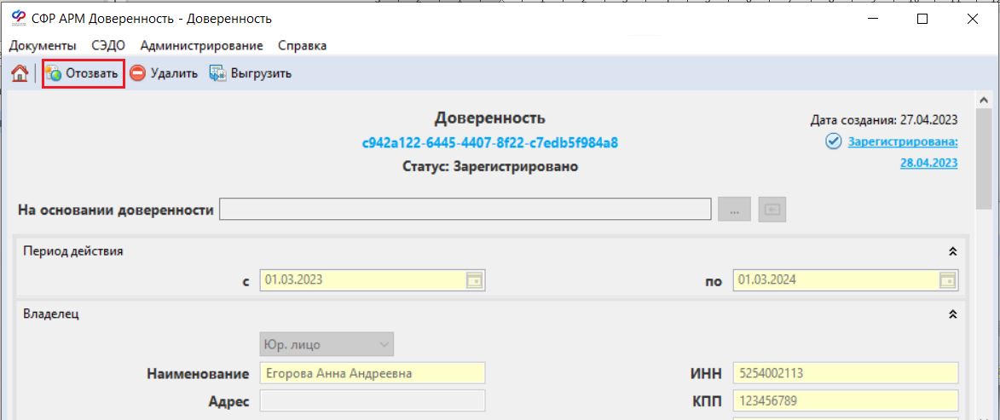 СФР АРМ Доверенность - Доверенность
Документы СЭДО Администрирование Справка
Отозвать Удалить Выгрузить
Доверенность
Дата создания: 27.04.2023
c942a122-6445-4407-8f22-c7edb5f984a8
Зарегистрирована:
28.04.2023
Статус: Зарегистрировано
На основании доверенности ...
Период действия
с 01.03.2023 по 01.03.2024
Владелец
Юр. лицо
Наименование Егорова Анна Андреевна ИНН 5254002113
Адрес КПП 123456789